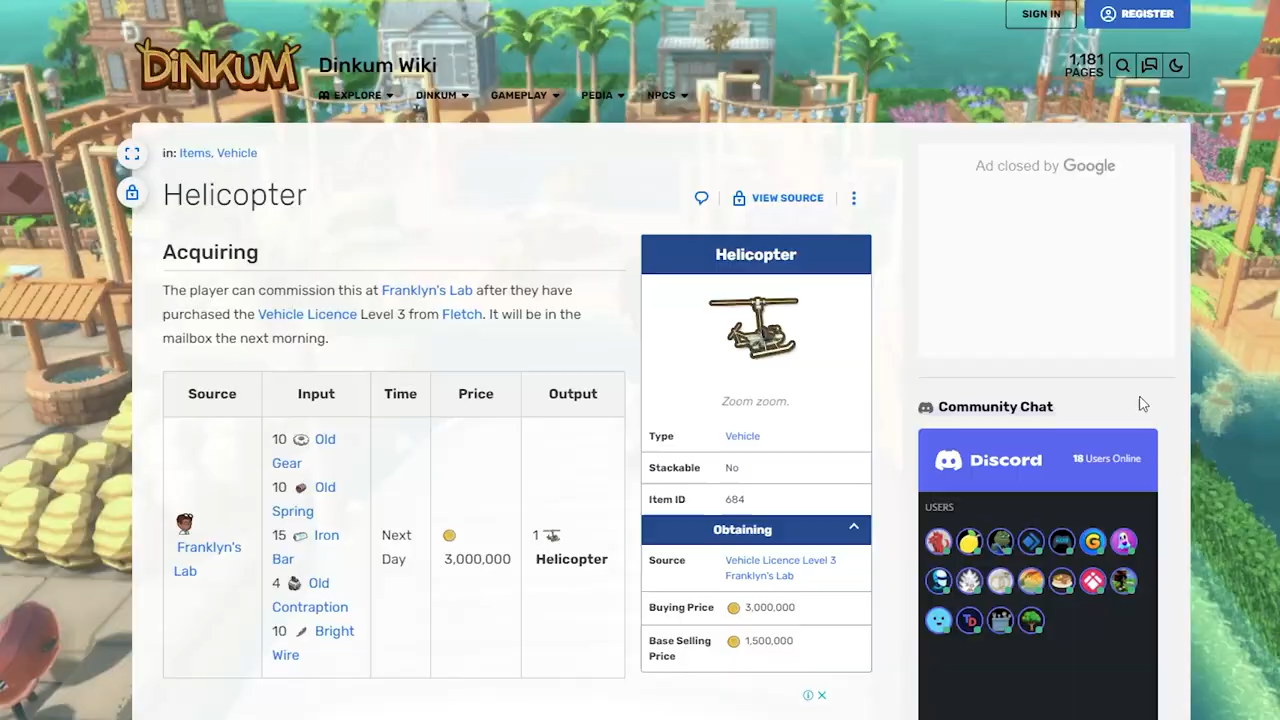 SIGN IN
REGISTER
DiNKUM
Dinkum Wiki
1,181
PAGES
EXPLORE
DINKUM
GAMEPLAY
PEDIA
NPCS
in: Items, Vehicle
Helicopter
VIEW SOURCE
Acquiring
The player can commission this at Franklyn's Lab after they have
purchased the Vehicle Licence Level 3 from Fletch. It will be in the
mailbox the next morning.
Source
Input
Time
Price
Output
Franklyn's
Lab
10 Old
Gear
10 Old
Spring
15 Iron
Bar
4 Old
Contraption
10 Bright
Wire
Next
Day
3,000,000
1
Helicopter
Helicopter
Zoom zoom.
Type Vehicle
Stackable No
Item ID 684
Obtaining
Source Vehicle Licence Level 3
Franklyn's Lab
Buying Price 3,000,000
Base Selling 1,500,000
Price
Ad closed by Google
Community Chat
Discord
18 Users Online
USERS
G
TD